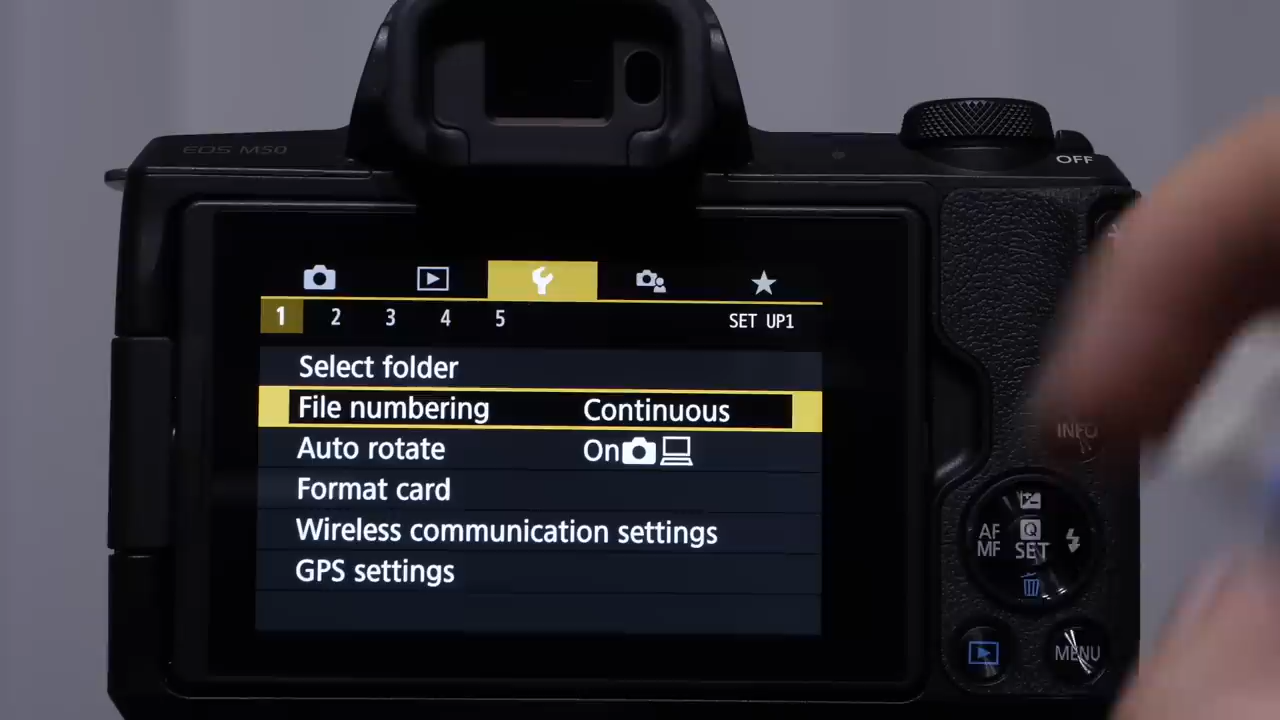 EOS M50
OFF
1 2 3 4 5 SET UP1
Select folder
File numbering Continuous
Auto rotate On
Format card
Wireless communication settings
GPS settings
INFO
AF
MF
Q
SET
MENU